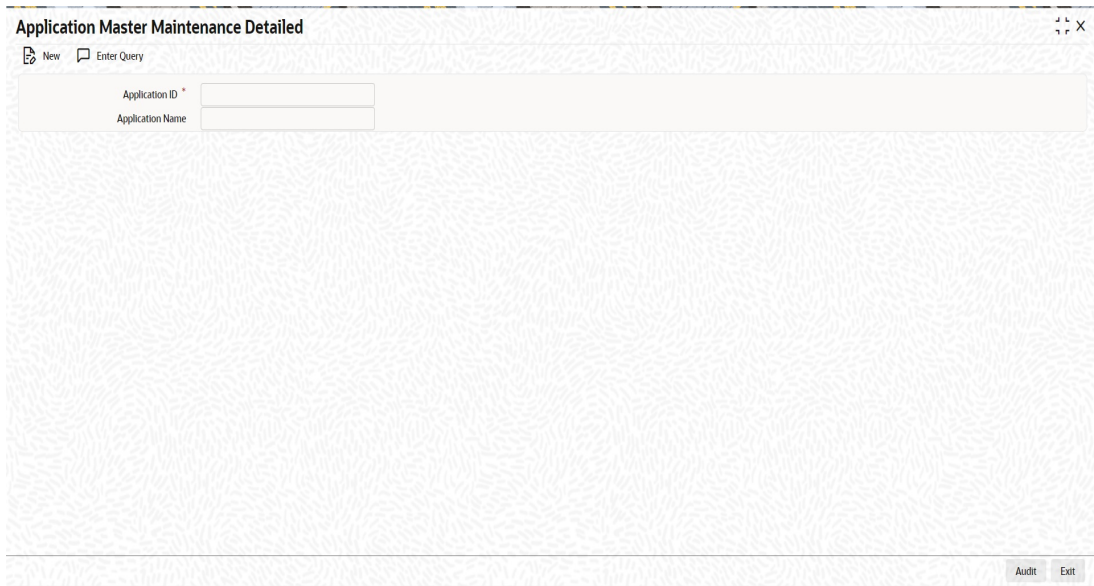 Application Master Maintenance Detailed
New Enter Query
Application ID *
Application Name
Audit Exit